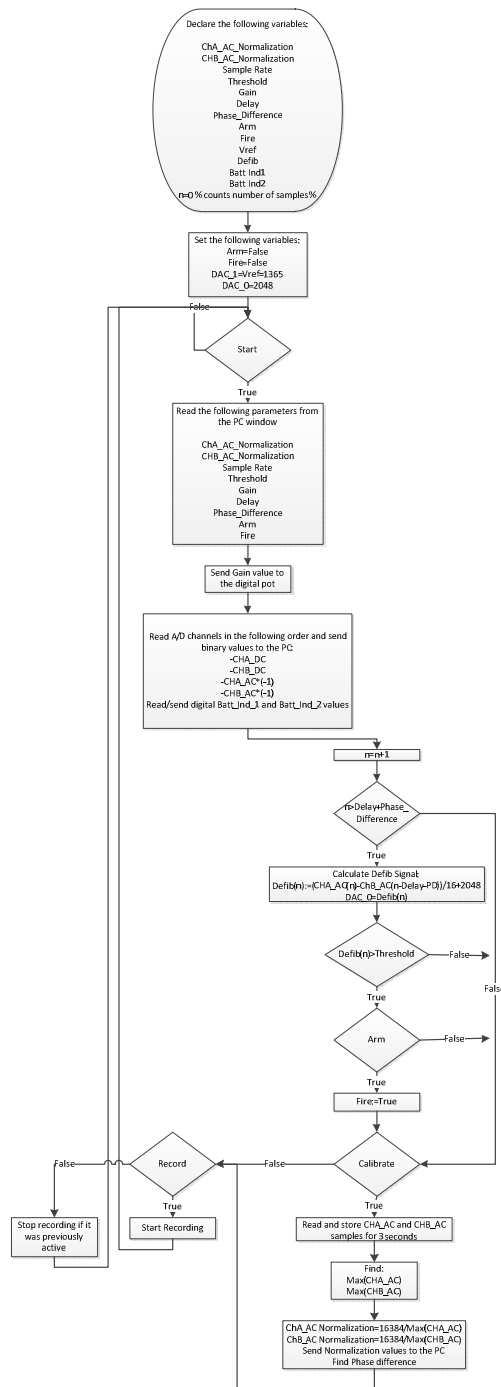 Declare the following variables:
ChA_AC_Normalization
CHB_AC_Normalization
Sample Rate
Threshold
Gain
Delay
Phase_Difference
Arm
Fire
Vref
Defib
Batt Ind1
Batt Ind2
n=0 % counts number of samples%
Set the following variables:
Arm=False
Fire=False
DAC_1=Vref=1365
DAC_0=2048
False
Start
True
Read the following parameters from
the PC window
ChA_AC_Normalization
CHB_AC_Normalization
Sample Rate
Threshold
Gain
Delay
Phase_Difference
Arm
Fire
Send Gain value to
the digital pot
Read A/D channels in the following order and send
binary values to the PC:
-CHA_DC
-CHB_DC
-CHA_AC*(-1)
-CHB_AC*(-1)
Read/send digital Batt_Ind_1 and Batt_Ind_2 values
n=n+1
n>Delay+Phase_
Difference
True
Calculate Defib Signal:
Defib(n):=(CHA_AC(n)-ChB_AC(n-Delay-PD))/16+2048
DAC_0=Defib(n)
Defib(n)>Threshold
False
True
False
Arm
False
True
Fire:=True
Calibrate
False
Record
False
True
True
Stop recording if it
was previously
active
Start Recording
Read and store CHA_AC and CHB_AC
samples for 3 seconds
Find:
Max(CHA_AC)
Max(CHB_AC)
ChA_AC Normalization=16384/Max(CHA_AC)
ChB_AC Normalization=16384/Max(CHB_AC)
Send Normalization values to the PC
Find Phase difference